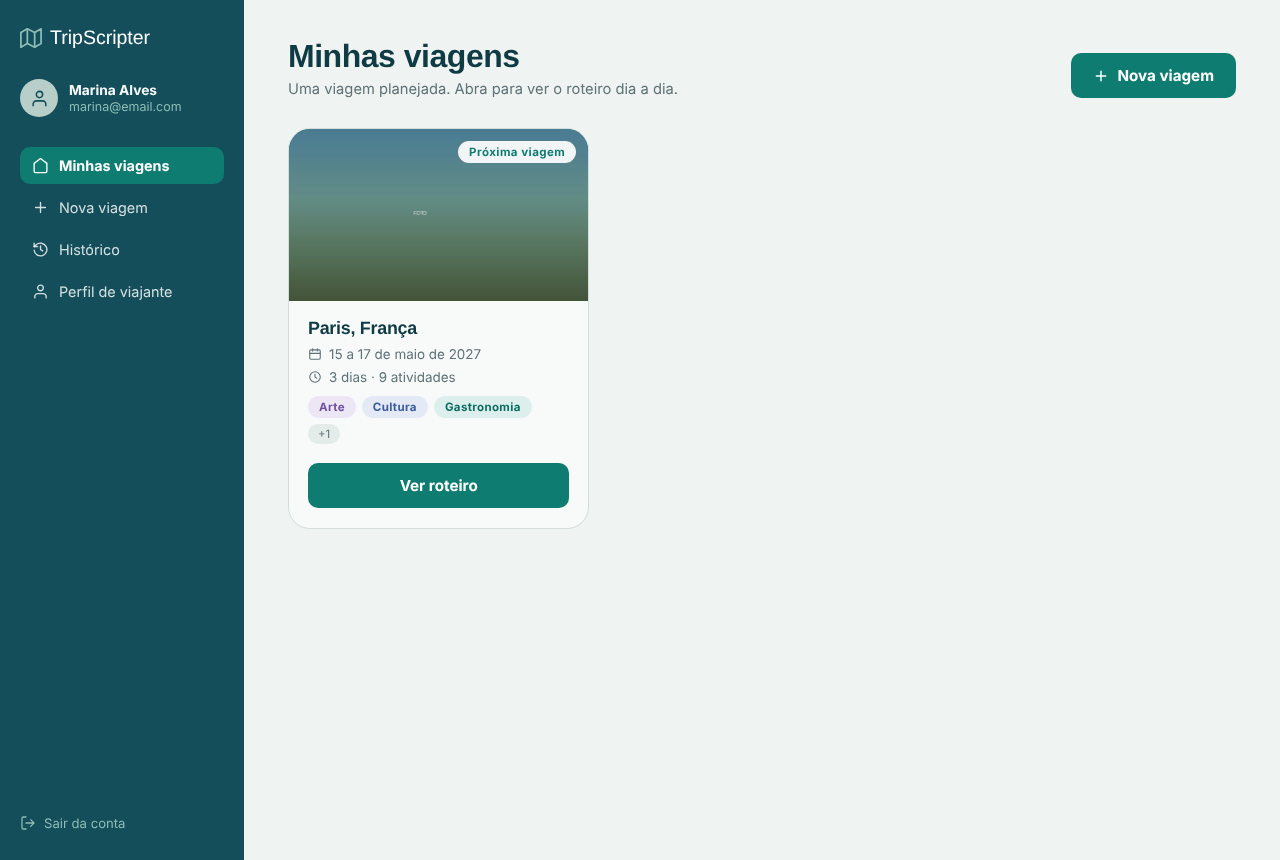 TripScripter
Marina Alves
marina@email.com
Minhas viagens
Nova viagem
Histórico
Perfil de viajante
Sair da conta
Minhas viagens
Uma viagem planejada. Abra para ver o roteiro dia a dia.
Nova viagem
Próxima viagem
FOTO
Paris, França
15 a 17 de maio de 2027
3 dias · 9 atividades
Arte Cultura Gastronomia
+1
Ver roteiro